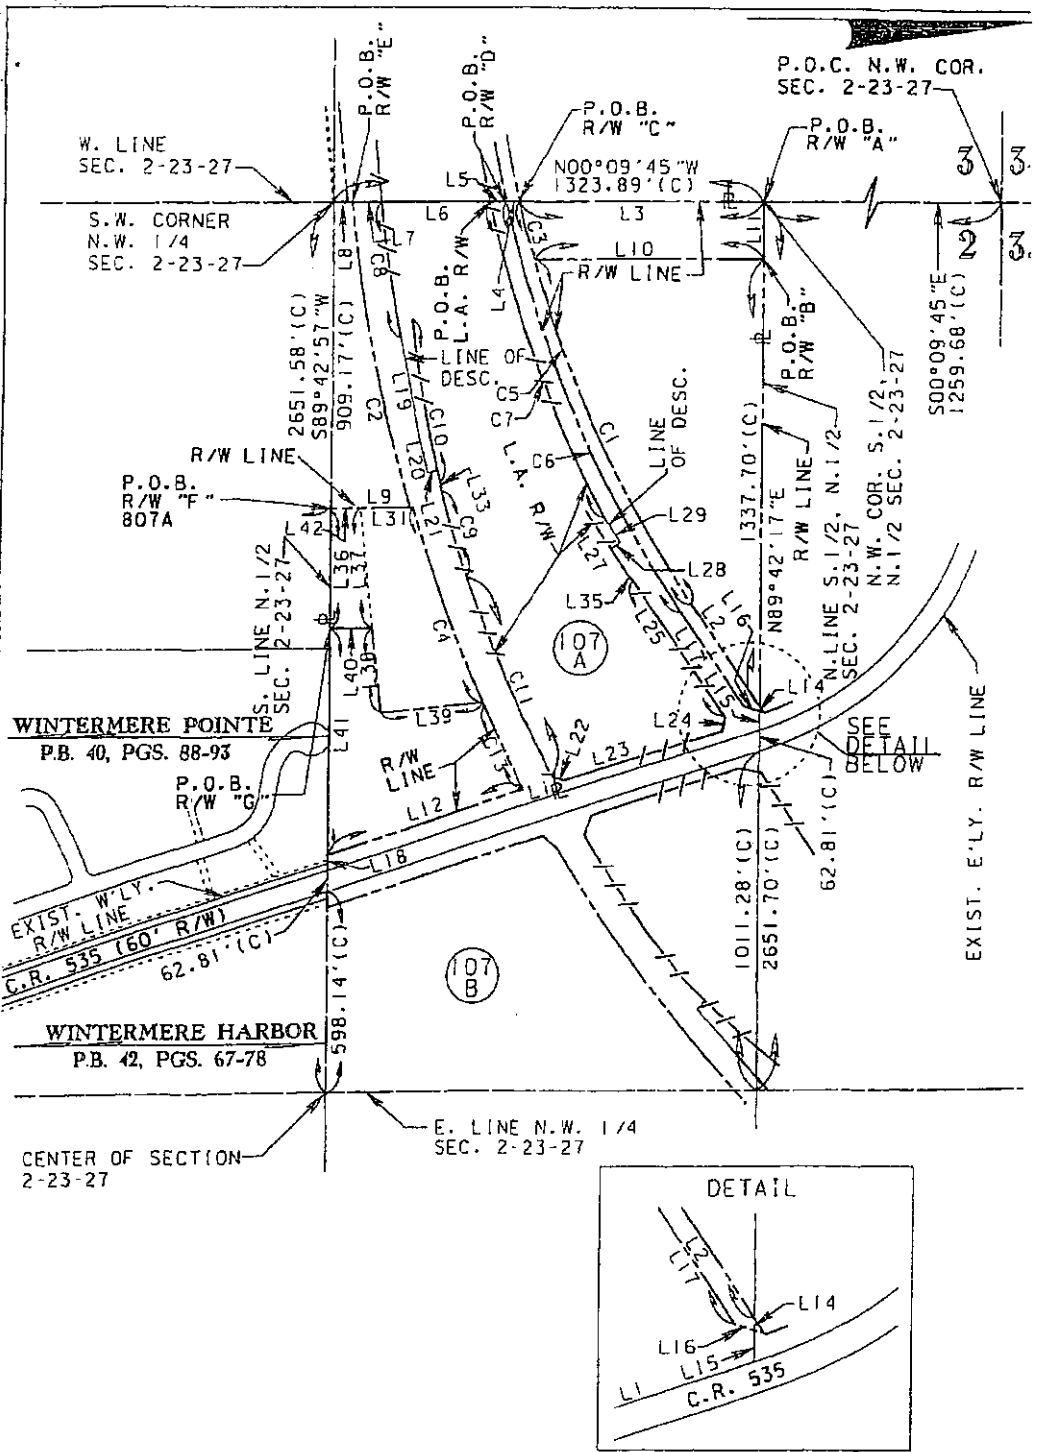 P.O.B.
R/W "E"
P.O.B.
R/W "D"
P.O.B.
R/W "C"
P.O.C. N.W. COR.
SEC. 2-23-27
P.O.B.
R/W "A"
W. LINE
SEC. 2-23-27
N00°09'45"W
1323.89'(C)
3
3
2
3
S.W. CORNER
N.W. 1/4
SEC. 2-23-27
L5
L6
L3
L1
L7
L8
C8
L4
C3
L10
R/W LINE
P.O.B.
L.A. R/W
P.O.B.
R/W "B"
S00°09'45"E
1259.68'(C)
2651.58'(C)
S89°42'57"W
909.17'(C)
C2
L19
LINE OF
DESC.
C5
C7
C10
C1
C6
LINE
OF DESC.
N.LINE S.1/2, N.1/2
SEC. 2-23-27
N.W. COR. S.1/2,
N.1/2 SEC. 2-23-27
1337.70'(C)
N89°42'17"E
R/W LINE
R/W LINE
P.O.B.
R/W "F"
807A
L9
L31
L42
L36
L37
L20
L21
L33
C9
L.A. R/W
L29
L27
L28
L35
L25
L2
L16
L17
L15
L14
S. LINE N.1/2
SEC. 2-23-27
L40
L38
C4
107
A
C11
L39
L41
WINTERMERE POINTE
P.B. 40, PGS. 88-93
P.O.B.
R/W "G"
R/W
LINE
C13
L22
L23
L24
L12
L18
SEE
DETAIL
BELOW
62.81'(C)
1011.28'(C)
2651.70'(C)
EXIST. E'LY. R/W LINE
EXIST. W'LY.
R/W LINE
C.R. 535 (60' R/W)
62.81'(C)
598.14'(C)
107
B
WINTERMERE HARBOR
P.B. 42, PGS. 67-78
CENTER OF SECTION
2-23-27
E. LINE N.W. 1/4
SEC. 2-23-27
DETAIL
L2
L17
L14
L16
L15
L1
C.R. 535